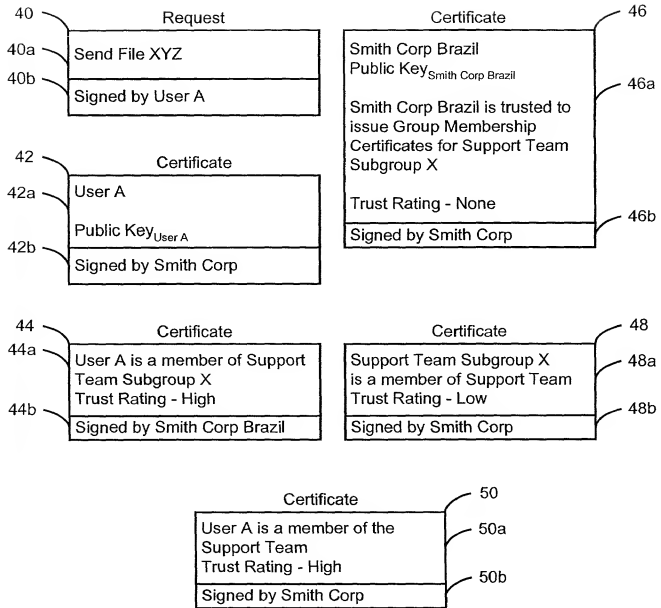 40
Request
40a
Send File XYZ
40b
Signed by User A
Certificate
46
Smith Corp Brazil
Public Key Smith Corp Brazil
46a
Smith Corp Brazil is trusted to
issue Group Membership
Certificates for Support Team
Subgroup X
Trust Rating - None
46b
Signed by Smith Corp
42
Certificate
42a
User A
Public Key User A
42b
Signed by Smith Corp
44
Certificate
44a
User A is a member of Support
Team Subgroup X
Trust Rating - High
44b
Signed by Smith Corp Brazil
Certificate
48
Support Team Subgroup X
48a
is a member of Support Team
Trust Rating - Low
48b
Signed by Smith Corp
Certificate
50
User A is a member of the
50a
Support Team
Trust Rating - High
50b
Signed by Smith Corp